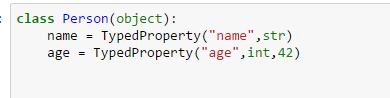 class Person(object):
    name = TypedProperty("name",str)
    age = TypedProperty("age",int,42)